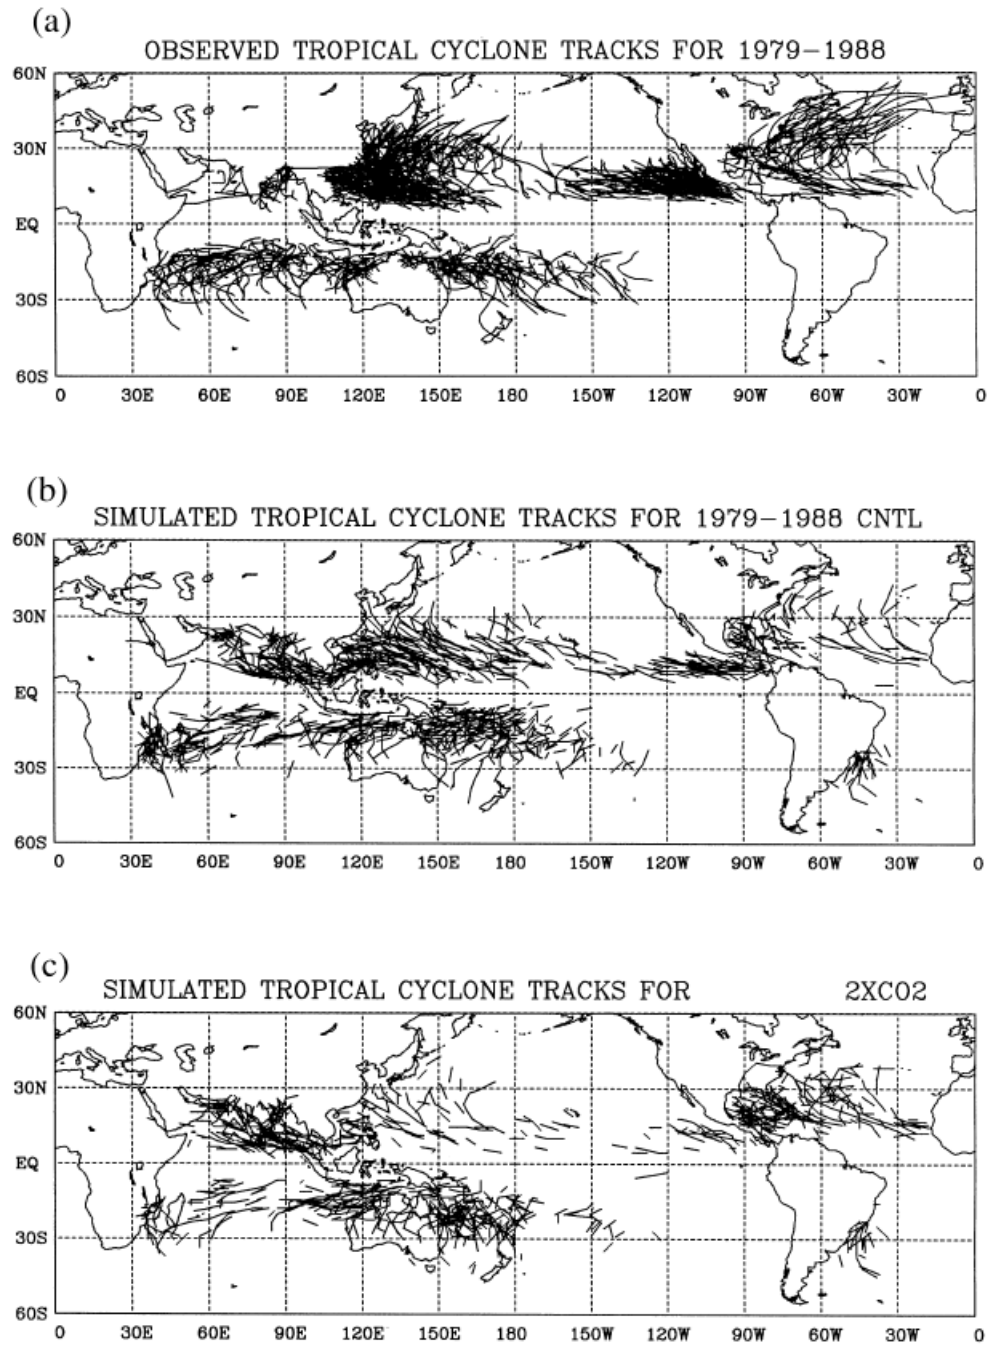 (a)
OBSERVED TROPICAL CYCLONE TRACKS FOR 1979-1988
60N
30N
EQ
30S
60S
0 30E 60E 90E 120E 150E 180 150W 120W 90W 60W 30W 0
(b)
SIMULATED TROPICAL CYCLONE TRACKS FOR 1979-1988 CNTL
60N
30N
EQ
30S
60S
0 30E 60E 90E 120E 150E 180 150W 120W 90W 60W 30W 0
(c)
SIMULATED TROPICAL CYCLONE TRACKS FOR 2XCO2
60N
30N
EQ
30S
60S
0 30E 60E 90E 120E 150E 180 150W 120W 90W 60W 30W 0